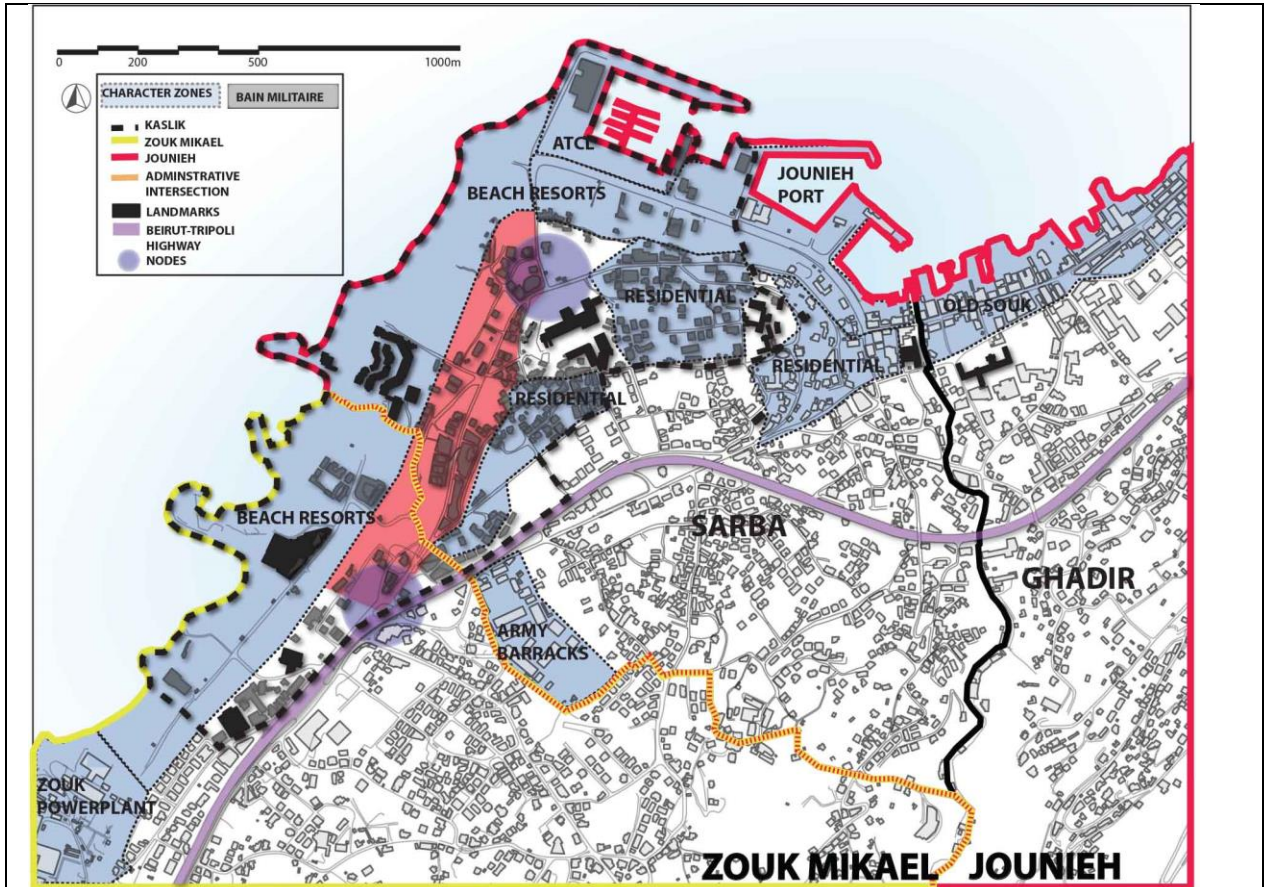 0
200
500
1000m
CHARACTER ZONES
BAIN MILITAIRE
KASLIK
ZOUK MIKAEL
JOUNIEH
ADMINSTRATIVE
INTERSECTION
LANDMARKS
BEIRUT-TRIPOLI
HIGHWAY
NODES
ATCL
BEACH RESORTS
JOUNIEH
PORT
RESIDENTIAL
OLD SOUK
RESIDENTIAL
RESIDENTIAL
BEACH RESORTS
SARBA
GHADIR
ARMY
BARRACKS
ZOUK
POWERPLANT
ZOUK MIKAEL
JOUNIEH